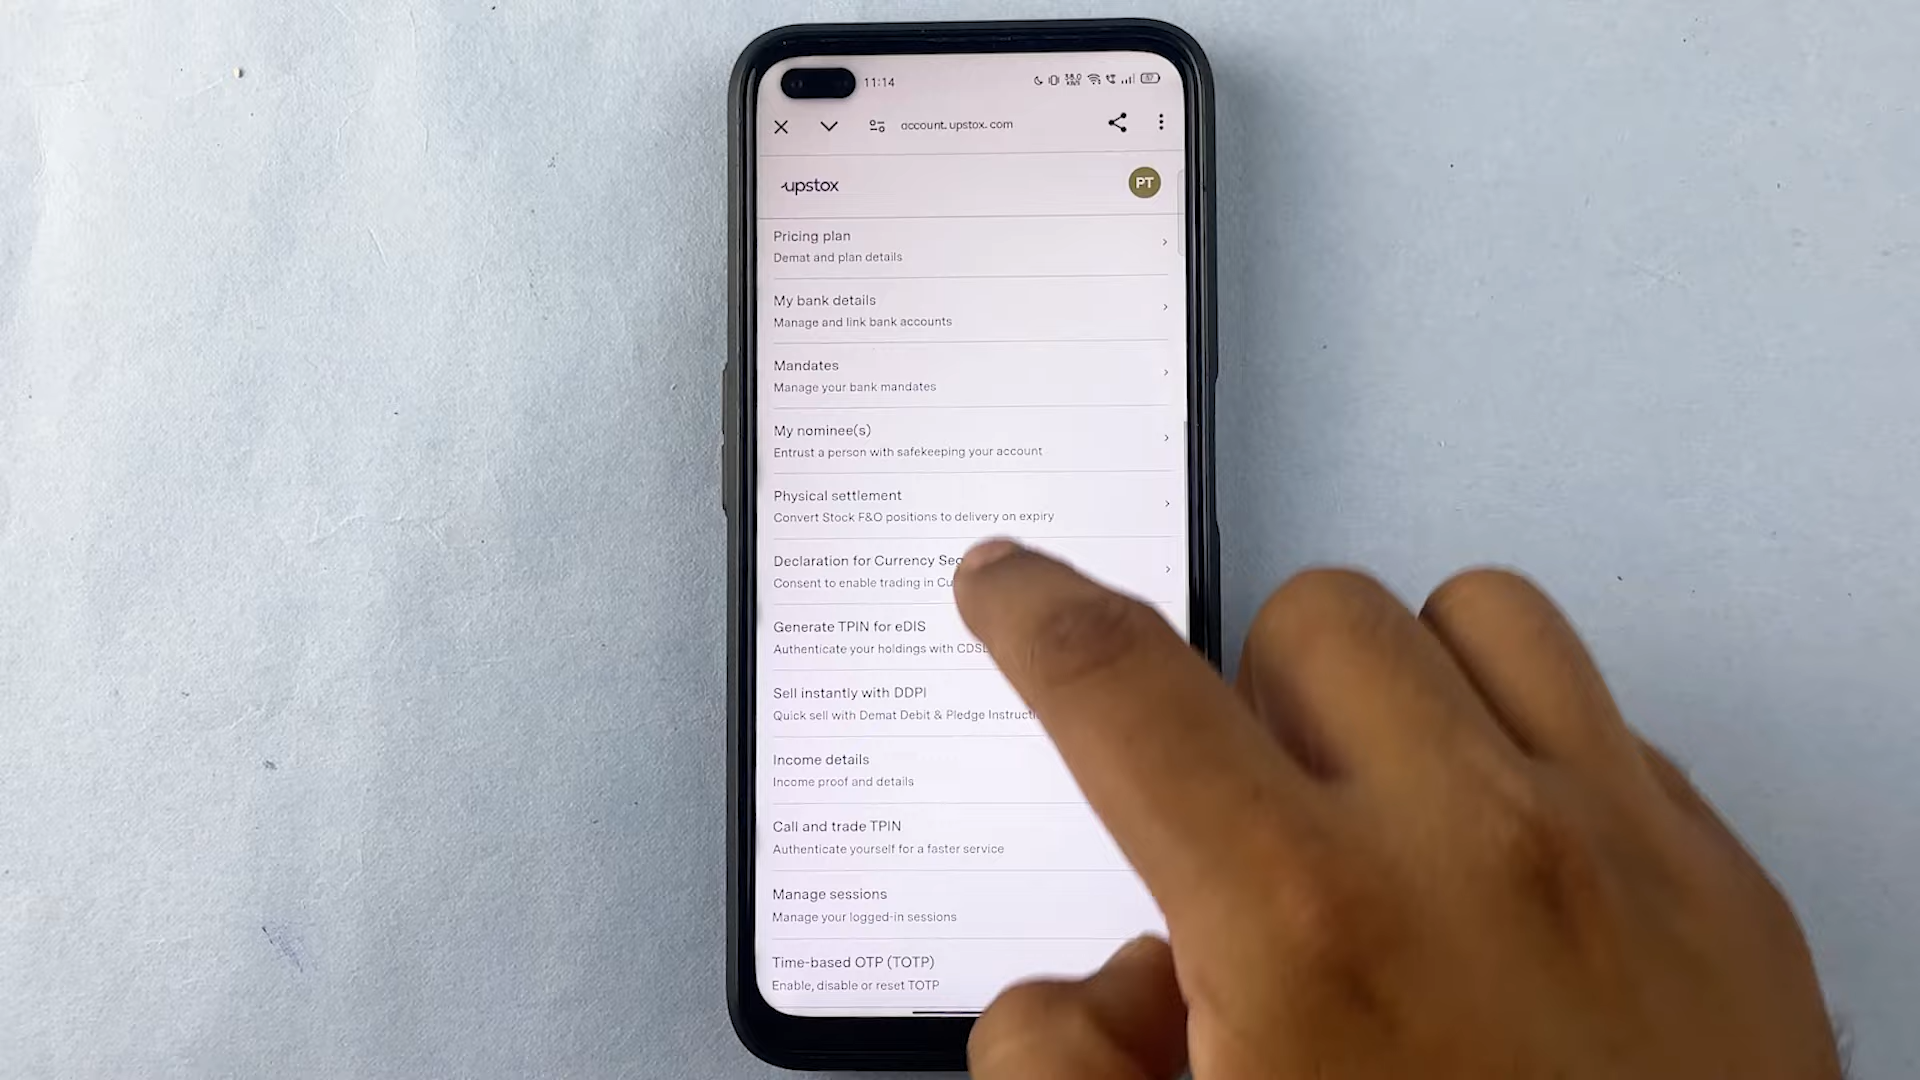 11:14
account.upstox.com
upstox
PT
Pricing plan
Demat and plan details
My bank details
Manage and link bank accounts
Mandates
Manage your bank mandates
My nominee(s)
Entrust a person with safekeeping your account
Physical settlement
Convert Stock F&O positions to delivery on expiry
Declaration for Currency
Consent to enable trading in
Generate TPIN for eDIS
Authenticate your holdings with
Sell instantly with DDPI
Quick sell with Demat Debit & Pledge
Income details
Income proof and details
Call and trade TPIN
Authenticate yourself for a faster service
Manage sessions
Manage your logged-in sessions
Time-based OTP (TOTP)
Enable, disable or reset TOTP